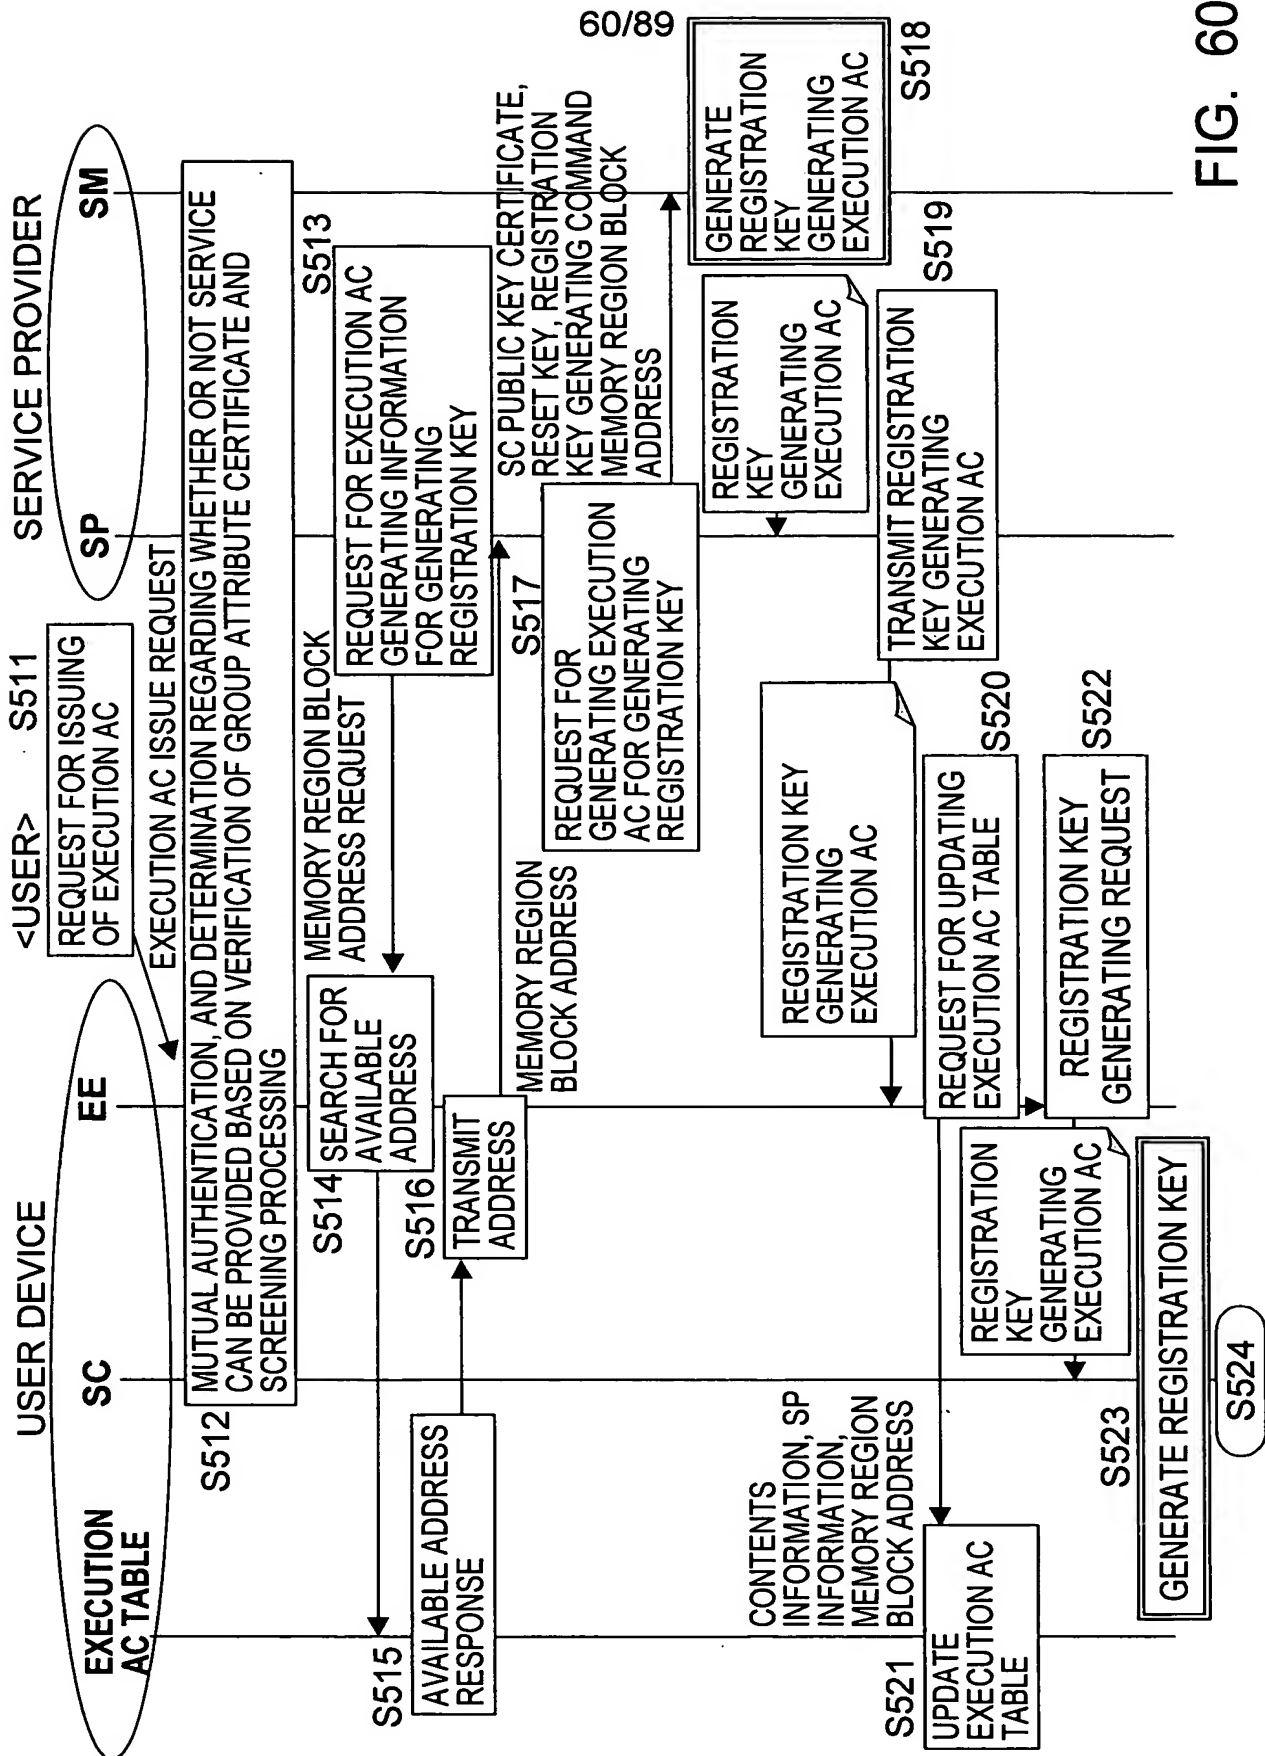 60/89
USER DEVICE
EXECUTION
AC TABLE
SC
EE
<USER>
S511
REQUEST FOR ISSUING
OF EXECUTION AC
EXECUTION AC ISSUE REQUEST
SERVICE PROVIDER
SP
SM
S512
MUTUAL AUTHENTICATION, AND DETERMINATION REGARDING WHETHER OR NOT SERVICE
CAN BE PROVIDED BASED ON VERIFICATION OF GROUP ATTRIBUTE CERTIFICATE AND
SCREENING PROCESSING
S513
REQUEST FOR EXECUTION AC
GENERATING INFORMATION
FOR GENERATING
REGISTRATION KEY
MEMORY REGION BLOCK
ADDRESS REQUEST
S514
SEARCH FOR
AVAILABLE
ADDRESS
S515
AVAILABLE ADDRESS
RESPONSE
S516
TRANSMIT
ADDRESS
MEMORY REGION
BLOCK ADDRESS
S517
REQUEST FOR
GENERATING EXECUTION
AC FOR GENERATING
REGISTRATION KEY
SC PUBLIC KEY CERTIFICATE,
RESET KEY, REGISTRATION
KEY GENERATING COMMAND
MEMORY REGION BLOCK
ADDRESS
GENERATE
REGISTRATION
KEY
GENERATING
EXECUTION AC
S518
REGISTRATION
KEY
GENERATING
EXECUTION AC
S519
TRANSMIT REGISTRATION
KEY GENERATING
EXECUTION AC
REGISTRATION KEY
GENERATING
EXECUTION AC
S520
REQUEST FOR UPDATING
EXECUTION AC TABLE
CONTENTS
INFORMATION, SP
INFORMATION,
MEMORY REGION
BLOCK ADDRESS
S521
UPDATE
EXECUTION AC
TABLE
S522
REGISTRATION KEY
GENERATING REQUEST
REGISTRATION
KEY
GENERATING
EXECUTION AC
S523
GENERATE REGISTRATION KEY
S524
FIG. 60